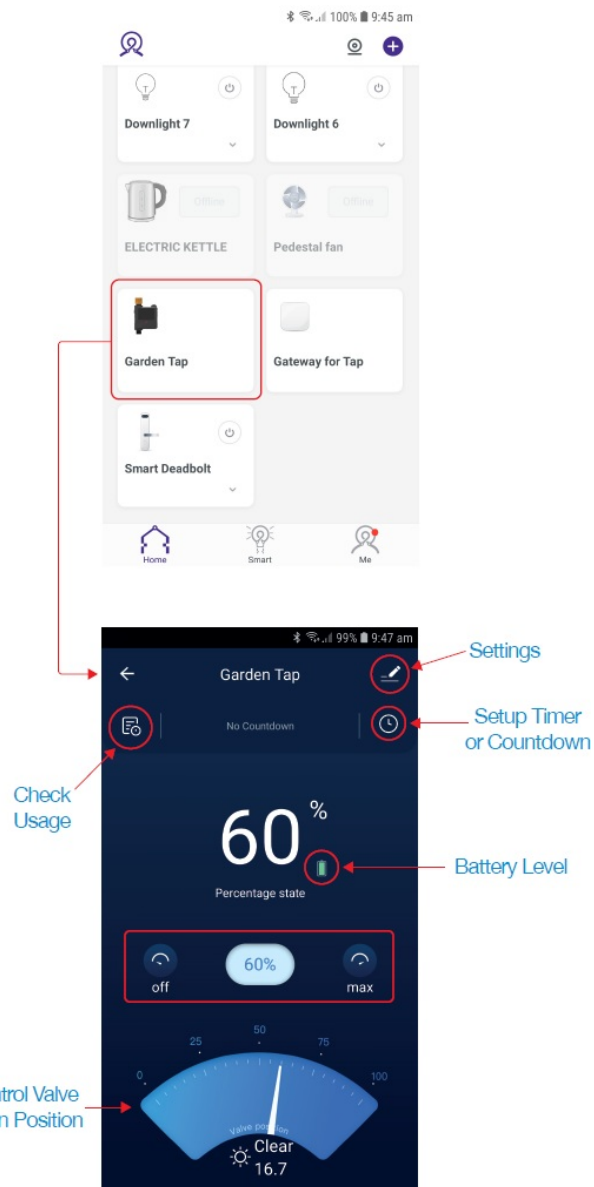 100% 9:45 am
Downlight 7
Downlight 6
Offline
Offline
ELECTRIC KETTLE
Pedestal fan
Garden Tap
Gateway for Tap
Smart Deadbolt
Home
Smart
Me
99% 9:47 am
Garden Tap
Settings
No Countdown
Setup Timer
or Countdown
Check
Usage
60 %
Battery Level
Percentage state
60%
off
max
0
25
50
75
100
trol Valve
n Position
Valve position
Clear
16.7